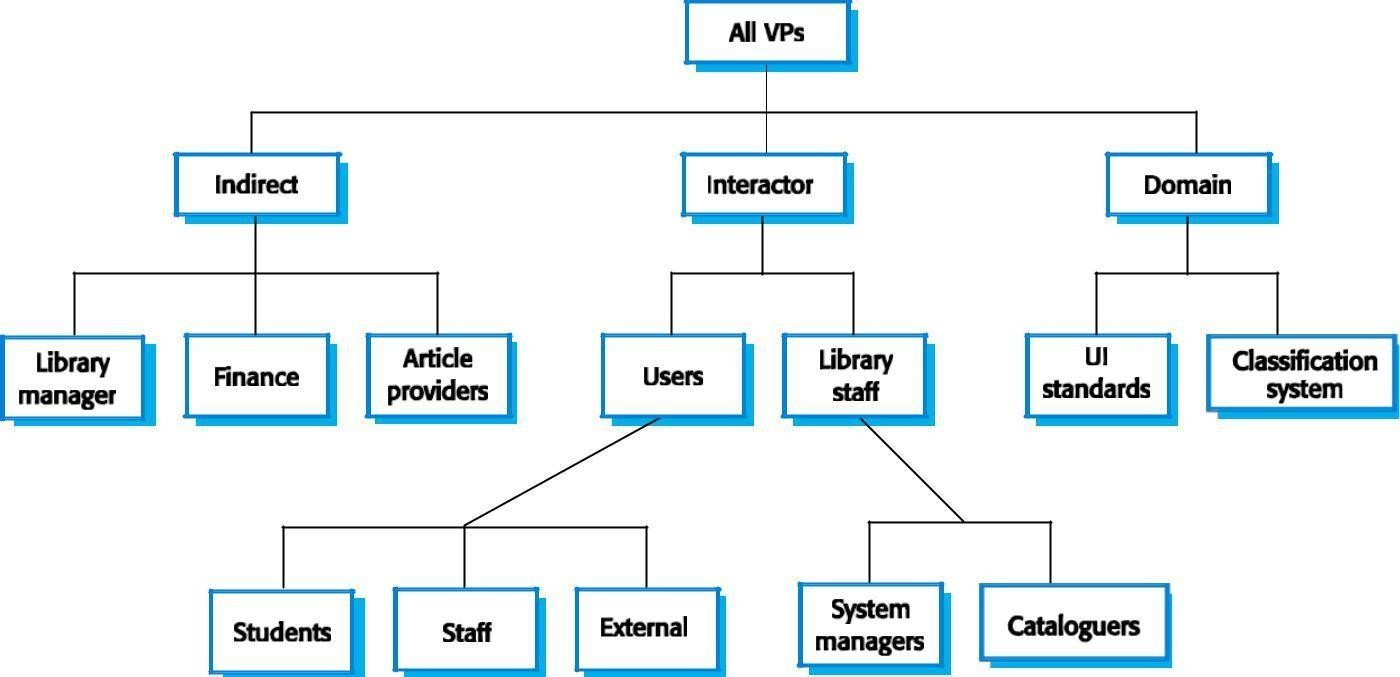 All VPs
Indirect
Interactor
Domain
Library
manager
Finance
Article
providers
Users
Library
staff
UI
standards
Classification
system
Students
Staff
External
System
managers
Cataloguers